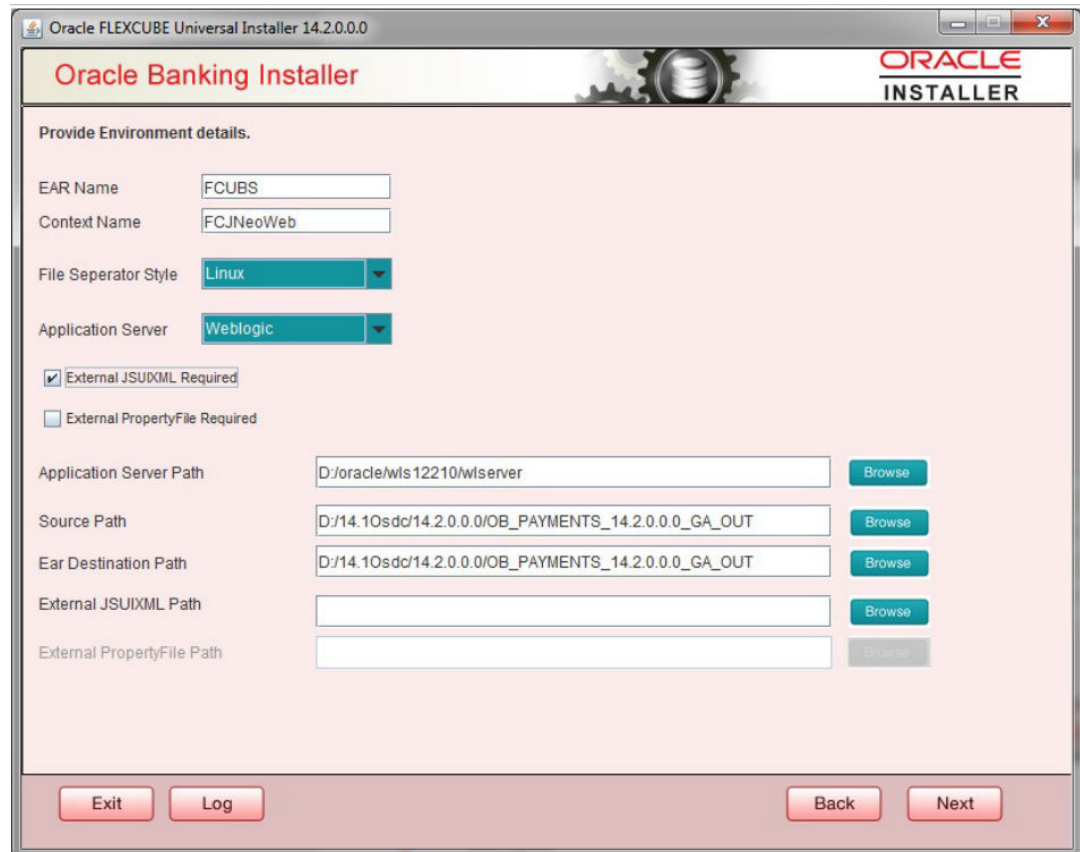 Oracle FLEXCUBE Universal Installer 14.2.0.0.0
Oracle Banking Installer
ORACLE
INSTALLER
Provide Environment details.
EAR Name FCUBS
Context Name FCJNeoWeb
File Seperator Style Linux
Application Server Weblogic
External JSUIXML Required
External PropertyFile Required
Application Server Path D:/oracle/wls12210/wlserver Browse
Source Path D:/14.1Osdc/14.2.0.0.0/OB_PAYMENTS_14.2.0.0.0_GA_OUT Browse
Ear Destination Path D:/14.1Osdc/14.2.0.0.0/OB_PAYMENTS_14.2.0.0.0_GA_OUT Browse
External JSUIXML Path Browse
External PropertyFile Path Browse
Exit Log Back Next